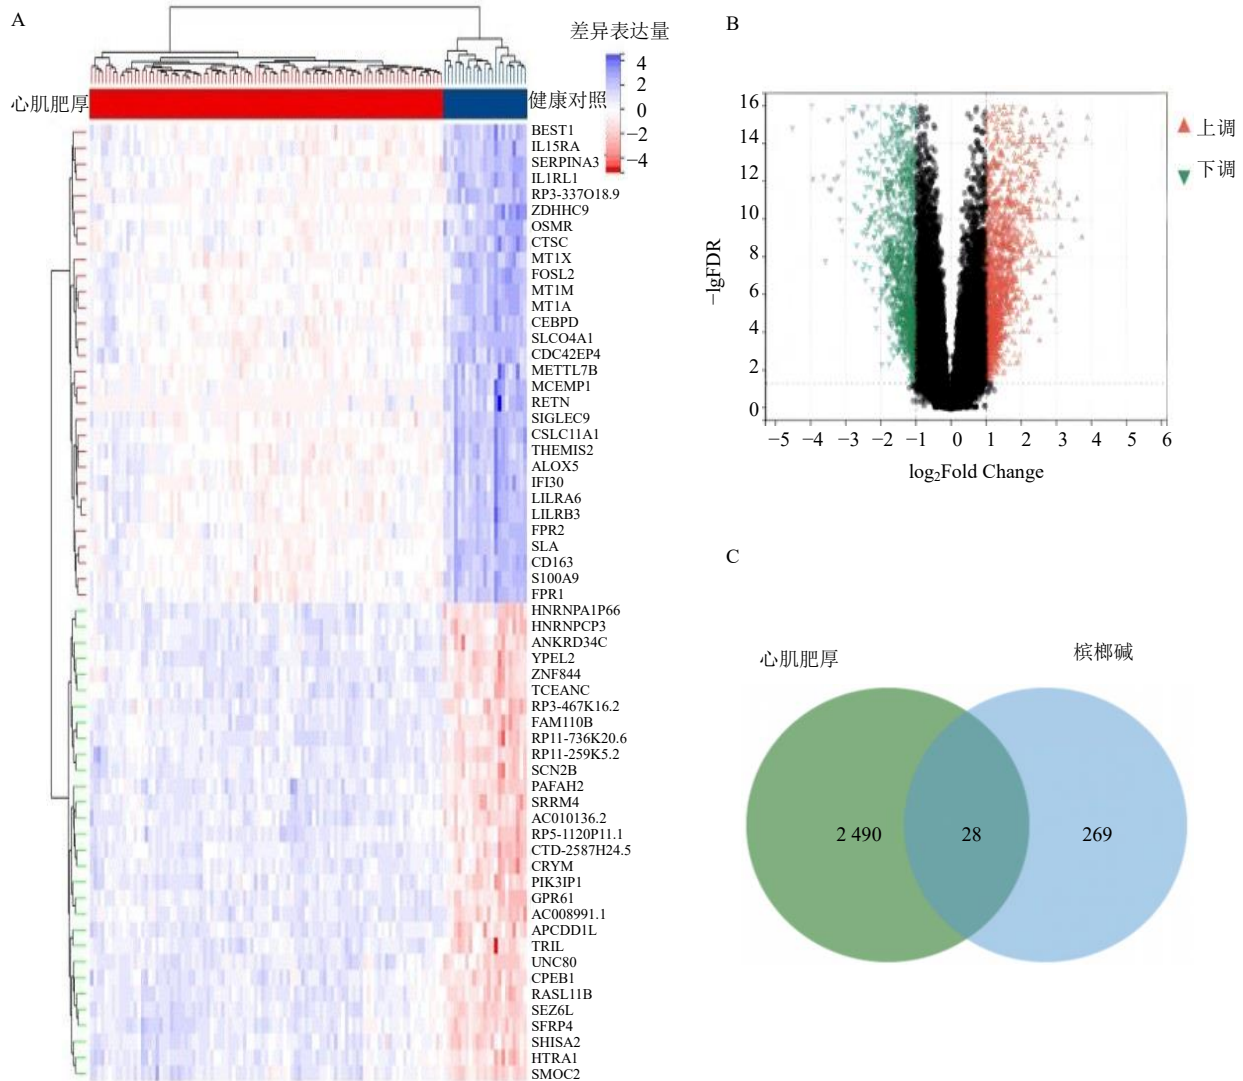 A
差异表达量
4
2
0
−2
−4
心肌肥厚
健康对照
BEST1
IL15RA
SERPINA3
IL1RL1
RP3-337O18.9
ZDHHC9
OSMR
CTSC
MT1X
FOSL2
MT1M
MT1A
CEBPD
SLCO4A1
CDC42EP4
METTL7B
MCEMP1
RETN
SIGLEC9
CSLC11A1
THEMIS2
ALOX5
IFI30
LILRA6
LILRB3
FPR2
SLA
CD163
S100A9
FPR1
HNRNPA1P66
HNRNPCP3
ANKRD34C
YPEL2
ZNF844
TCEANC
RP3-467K16.2
FAM110B
RP11-736K20.6
RP11-259K5.2
SCN2B
PAFAH2
SRRM4
AC010136.2
RP5-1120P11.1
CTD-2587H24.5
CRYM
PIK3IP1
GPR61
AC008991.1
APCDD1L
TRIL
UNC80
CPEB1
RASL11B
SEZ6L
SFRP4
SHISA2
HTRA1
SMOC2
B
16
14
12
10
8
6
4
2
0
−lgFDR
−5 −4 −3 −2 −1 0 1 2 3 4 5 6
log₂Fold Change
上调
下调
C
心肌肥厚
槟榔碱
2 490
28
269